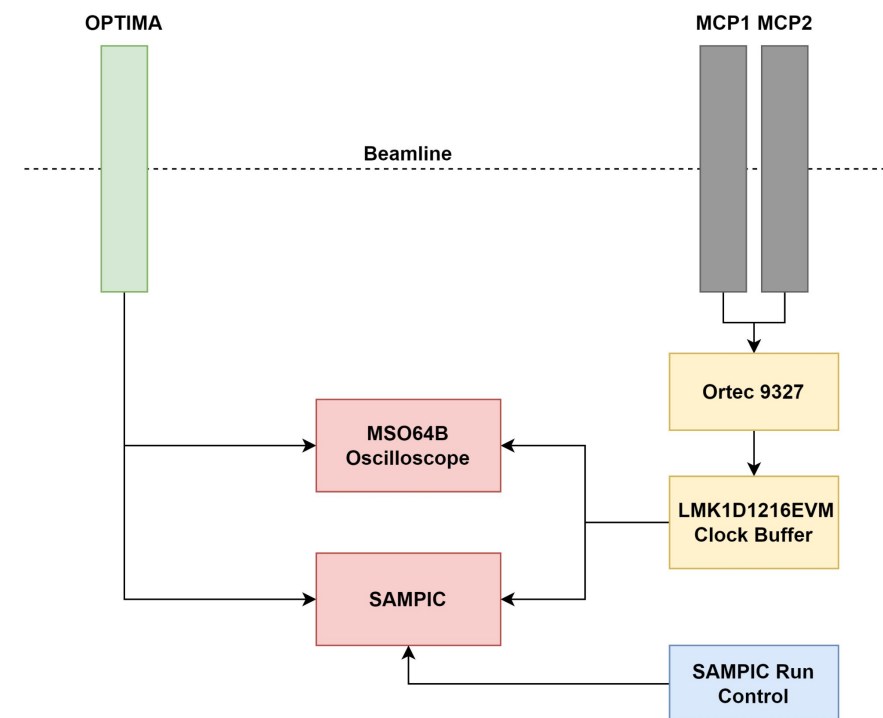 OPTIMA
MCP1 MCP2
Beamline
Ortec 9327
MSO64B
Oscilloscope
LMK1D1216EVM
Clock Buffer
SAMPIC
SAMPIC Run
Control